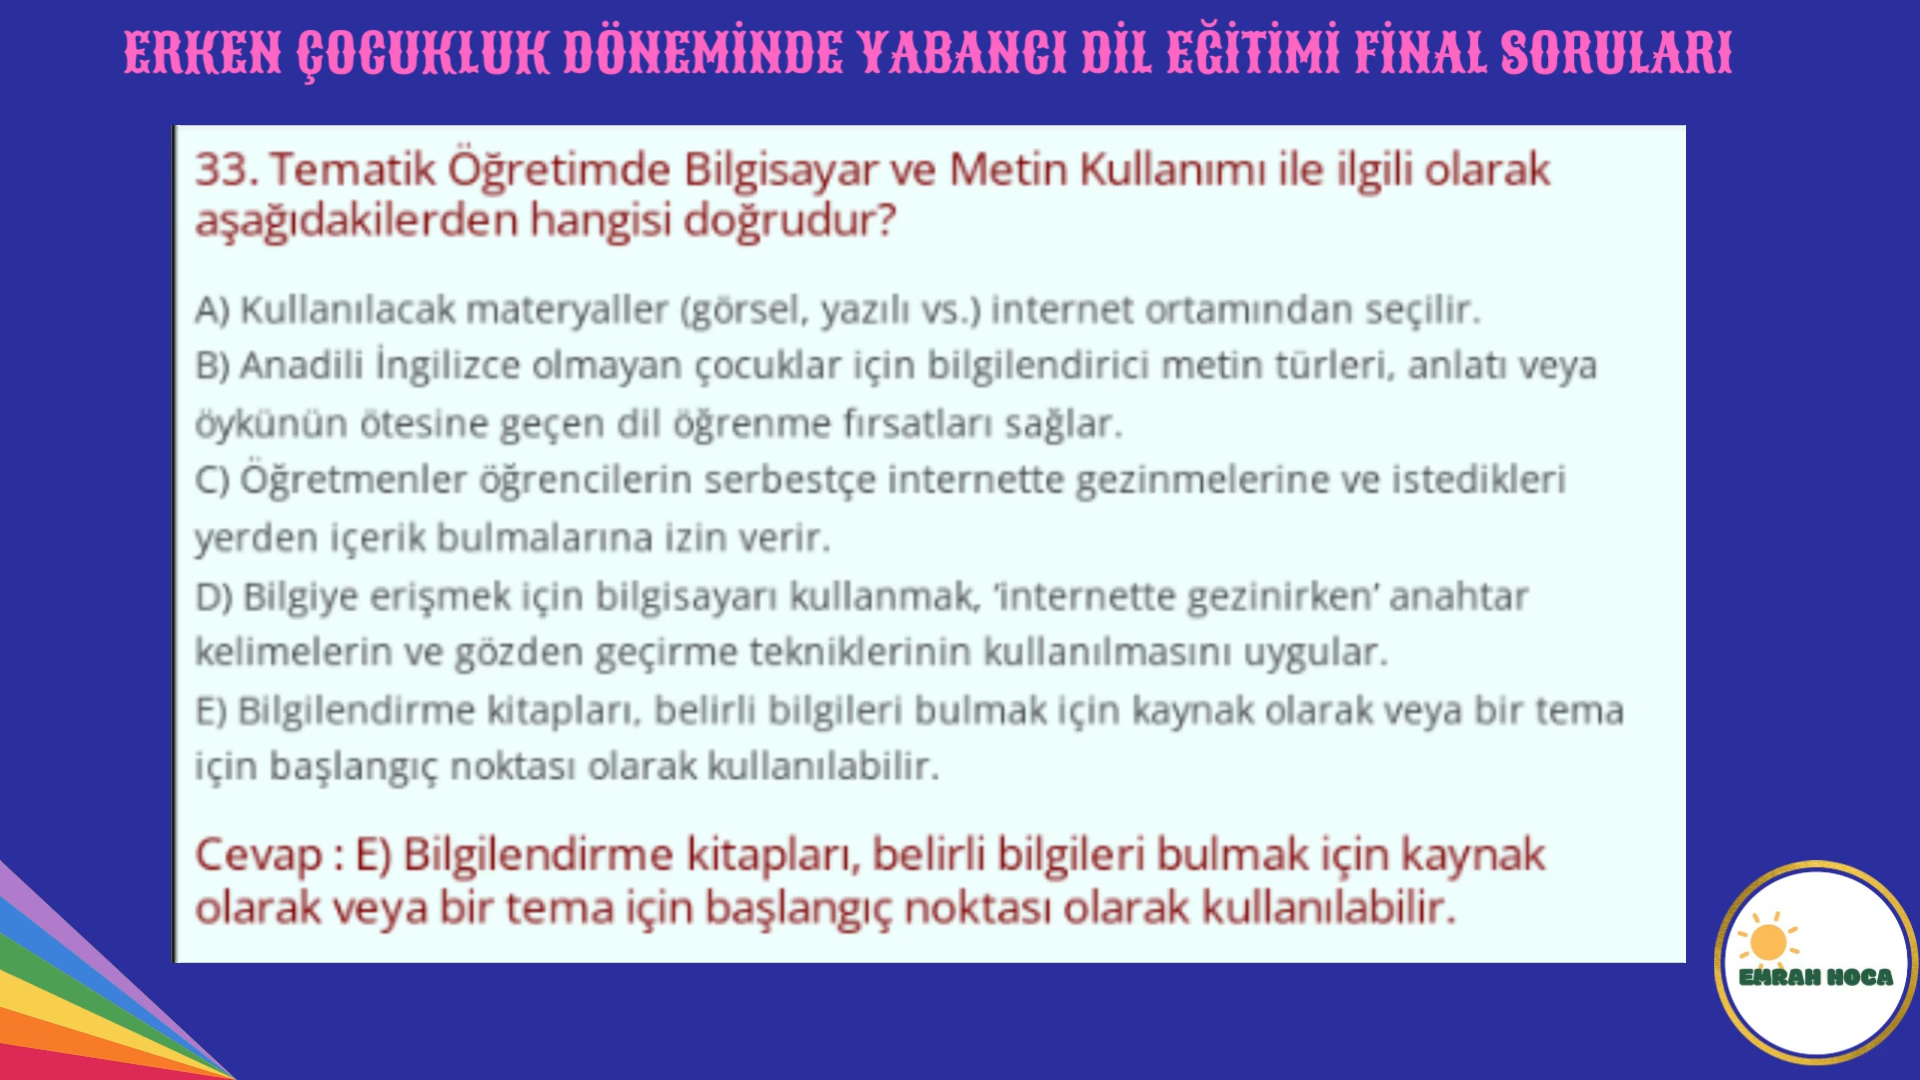 ERKEN ÇOCUKLUK DÖNEMİNDE YABANCI DİL EĞİTİMİ FİNAL SORULARI
33. Tematik Öğretimde Bilgisayar ve Metin Kullanımı ile ilgili olarak
aşağıdakilerden hangisi doğrudur?
A) Kullanılacak materyaller (görsel, yazılı vs.) internet ortamından seçilir.
B) Anadili İngilizce olmayan çocuklar için bilgilendirici metin türleri, anlatı veya
öykünün ötesine geçen dil öğrenme fırsatları sağlar.
C) Öğretmenler öğrencilerin serbestçe internette gezinmelerine ve istedikleri
yerden içerik bulmalarına izin verir.
D) Bilgiye erişmek için bilgisayarı kullanmak, ‘internette gezinirken’ anahtar
kelimelerin ve gözden geçirme tekniklerinin kullanılmasını uygular.
E) Bilgilendirme kitapları, belirli bilgileri bulmak için kaynak olarak veya bir tema
için başlangıç noktası olarak kullanılabilir.
Cevap : E) Bilgilendirme kitapları, belirli bilgileri bulmak için kaynak
olarak veya bir tema için başlangıç noktası olarak kullanılabilir.
EMRAH HOCA